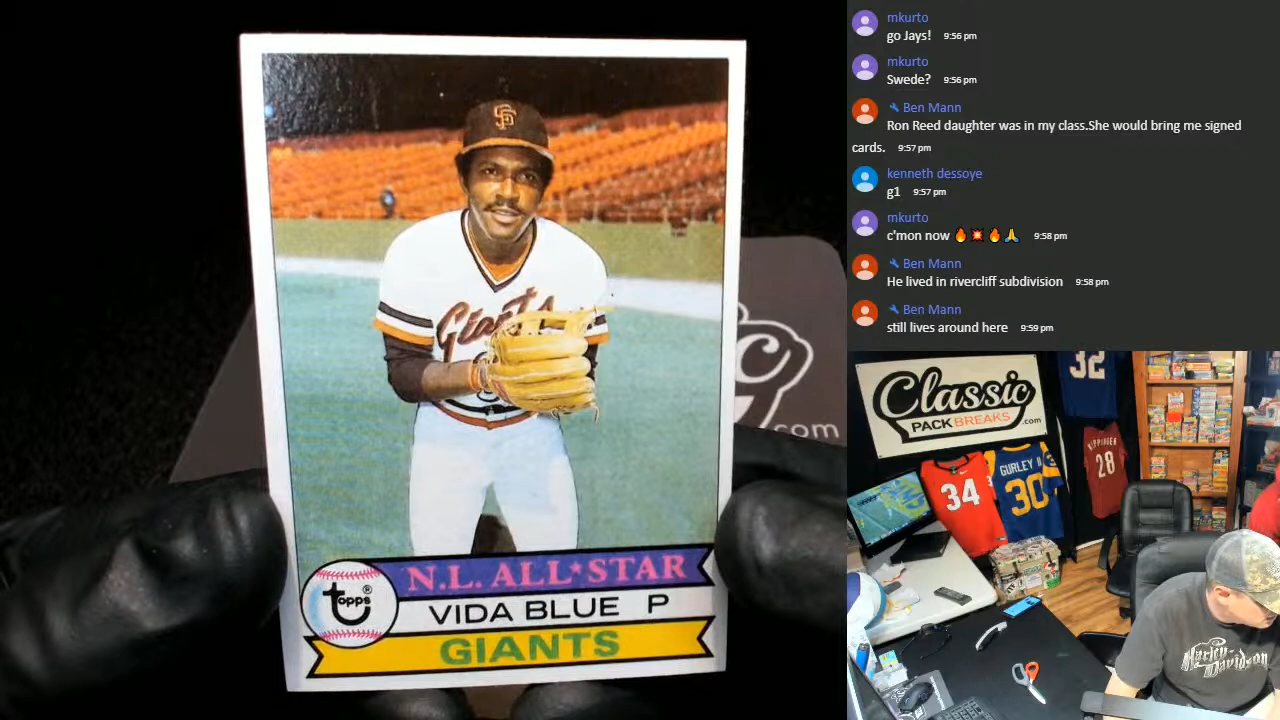 SF
Giants
N.L. ALL★STAR
topps®
VIDA BLUE P
GIANTS
.com
mkurto
go Jays! 9:56 pm
mkurto
Swede? 9:56 pm
Ben Mann
Ron Reed daughter was in my class.She would bring me signed
cards. 9:57 pm
kenneth dessoye
g1 9:57 pm
mkurto
c'mon now 🔥💥🔥🙏 9:58 pm
Ben Mann
He lived in rivercliff subdivision 9:58 pm
Ben Mann
still lives around here 9:59 pm
Classic
PACKBREAKS.com
32
34
GURLEY II
30
28
Harley-Davidson